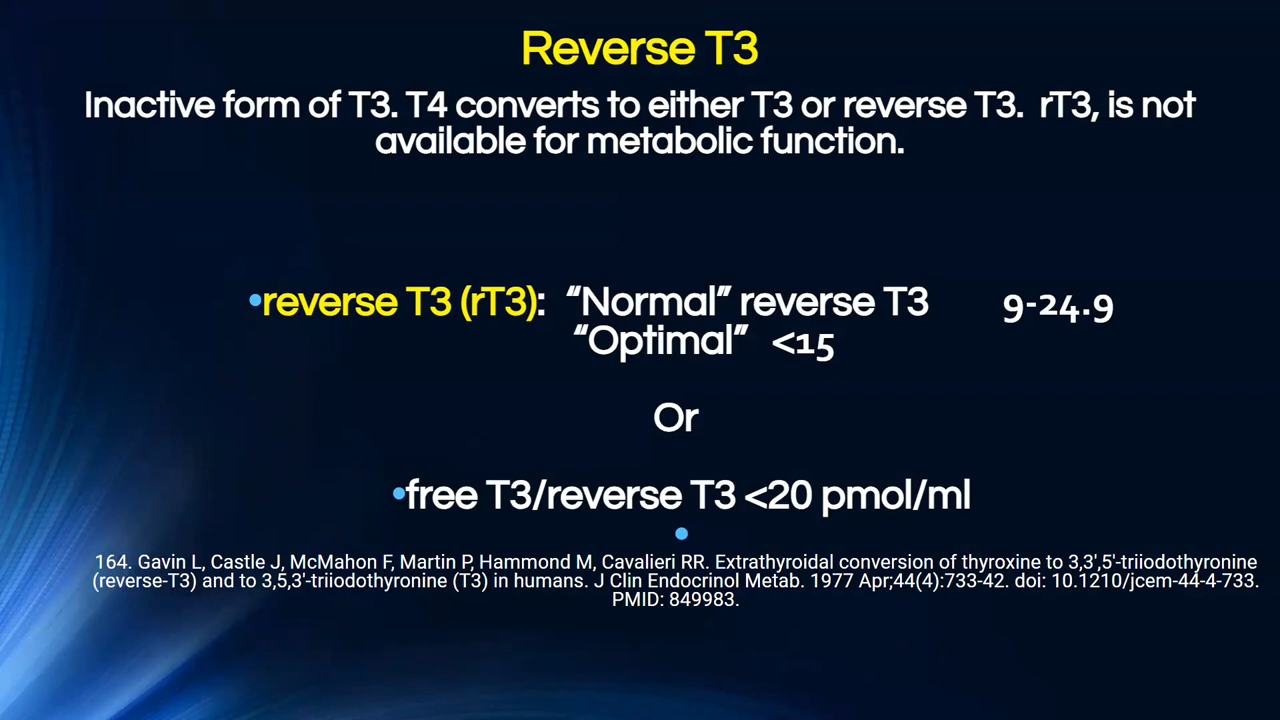 Reverse T3
Inactive form of T3. T4 converts to either T3 or reverse T3. rT3, is not
available for metabolic function.
•reverse T3 (rT3): “Normal” reverse T3 9-24.9
“Optimal” <15
Or
•free T3/reverse T3 <20 pmol/ml
•
164. Gavin L, Castle J, McMahon F, Martin P, Hammond M, Cavalieri RR. Extrathyroidal conversion of thyroxine to 3,3',5'-triiodothyronine
(reverse-T3) and to 3,5,3'-triiodothyronine (T3) in humans. J Clin Endocrinol Metab. 1977 Apr;44(4):733-42. doi: 10.1210/jcem-44-4-733.
PMID: 849983.